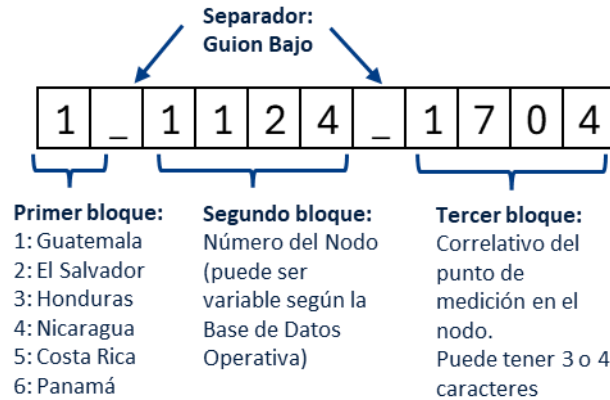 Separador:
Guion Bajo
1 _ 1 1 2 4 _ 1 7 0 4
Primer bloque:
1: Guatemala
2: El Salvador
3: Honduras
4: Nicaragua
5: Costa Rica
6: Panamá
Segundo bloque:
Número del Nodo
(puede ser
variable según la
Base de Datos
Operativa)
Tercer bloque:
Correlativo del
punto de
medición en el
nodo.
Puede tener 3 o 4
caracteres